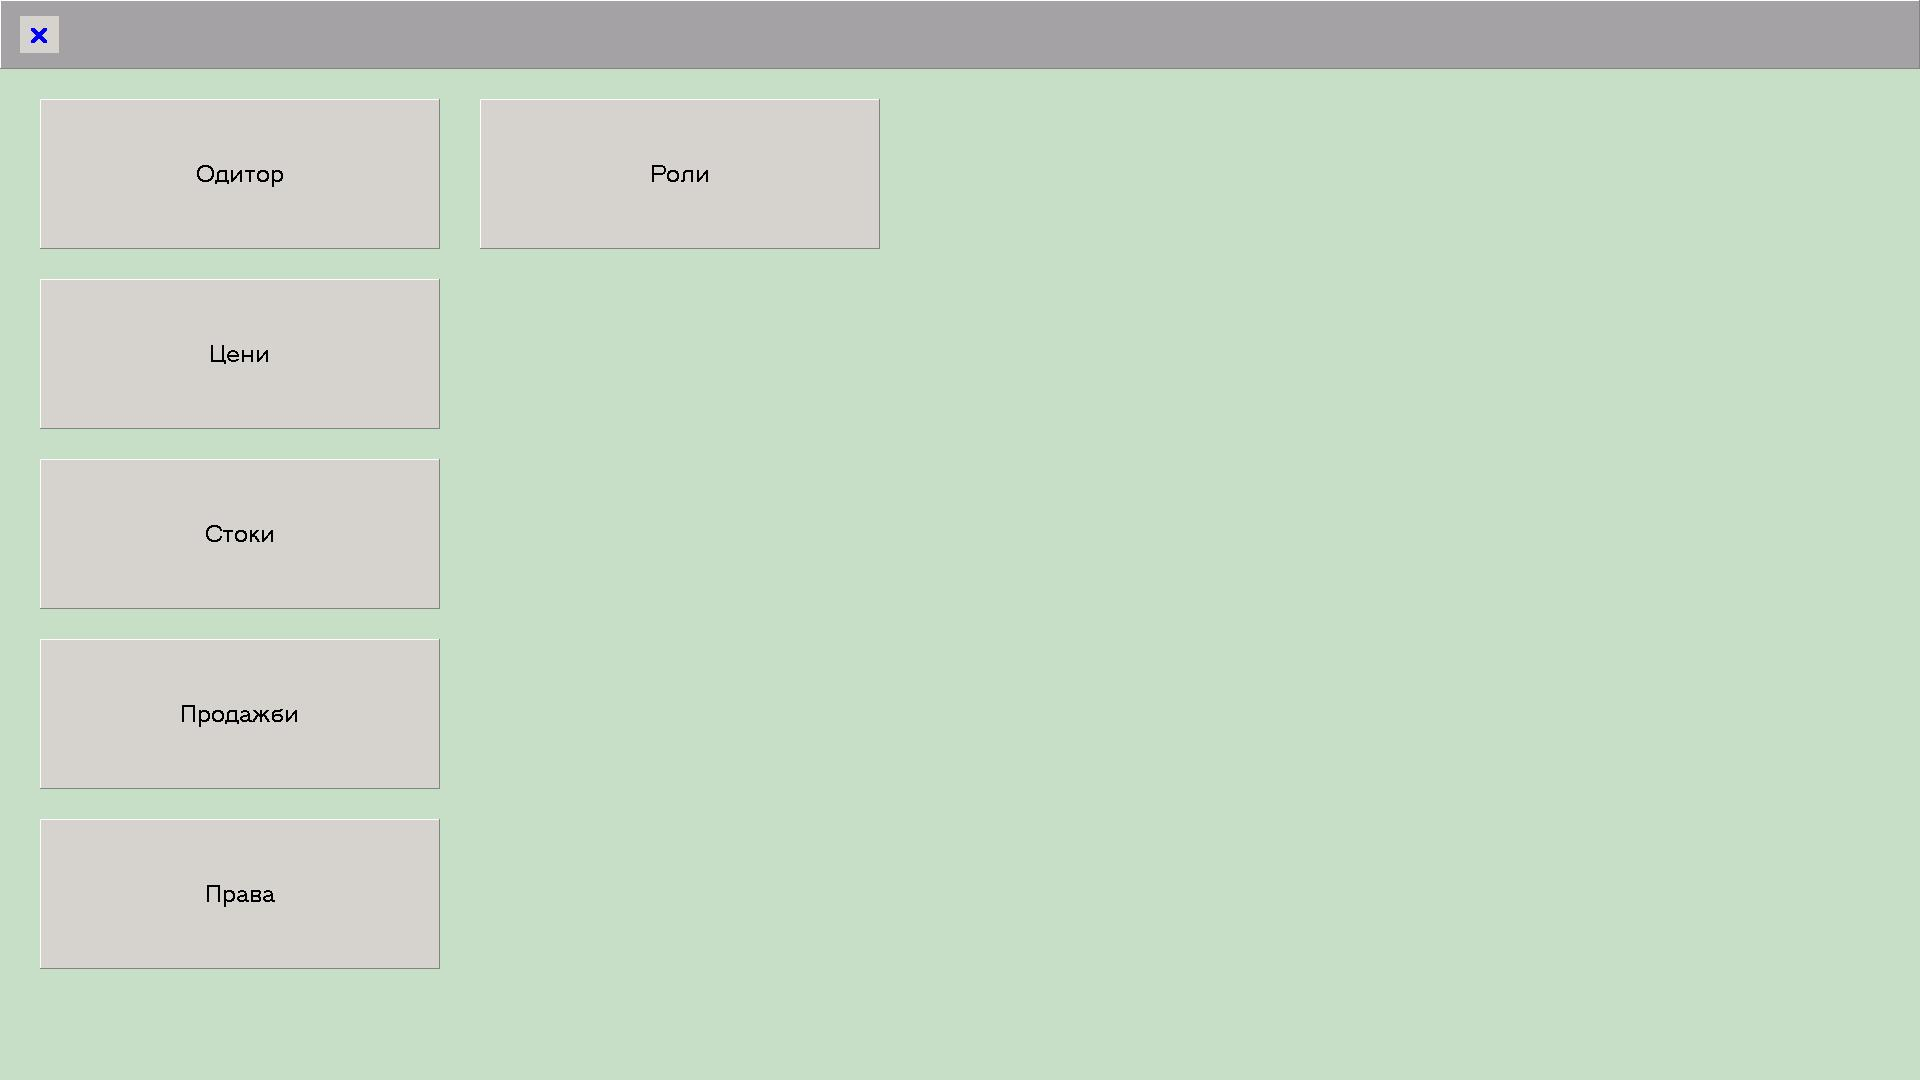 Одитор
Роли
Цени
Стоки
Продажби
Права